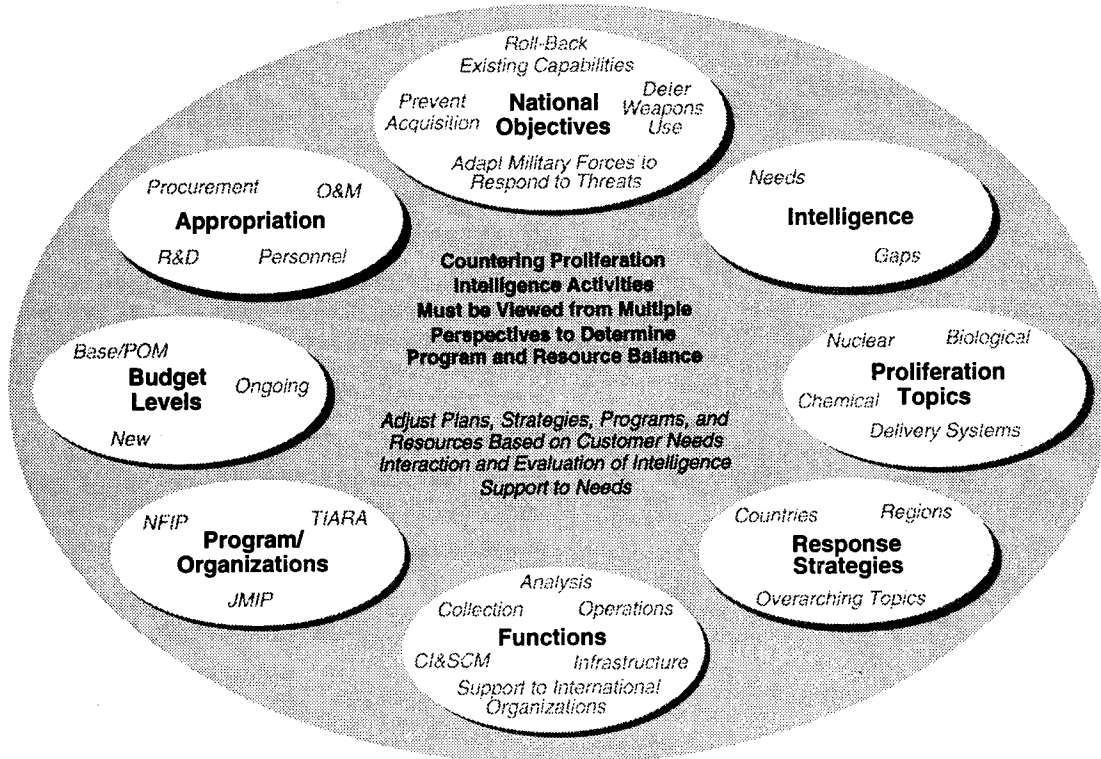 Roll-Back
Existing Capabilities
Prevent
Acquisition
National
Objectives
Deter
Weapons
Use
Adapt Military Forces to
Respond to Threats
Procurement
O&M
Appropriation
R&D
Personnel
Needs
Intelligence
Gaps
Countering Proliferation
Intelligence Activities
Must be Viewed from Multiple
Perspectives to Determine
Program and Resource Balance
Base/POM
Budget
Levels
Ongoing
New
Nuclear
Biological
Proliferation
Topics
Chemical
Delivery Systems
Adjust Plans, Strategies, Programs, and
Resources Based on Customer Needs
Interaction and Evaluation of Intelligence
Support to Needs
NFIP
TIARA
Program/
Organizations
JMIP
Countries
Regions
Response
Strategies
Overarching Topics
Analysis
Collection
Operations
Functions
CI&SCM
Infrastructure
Support to International
Organizations